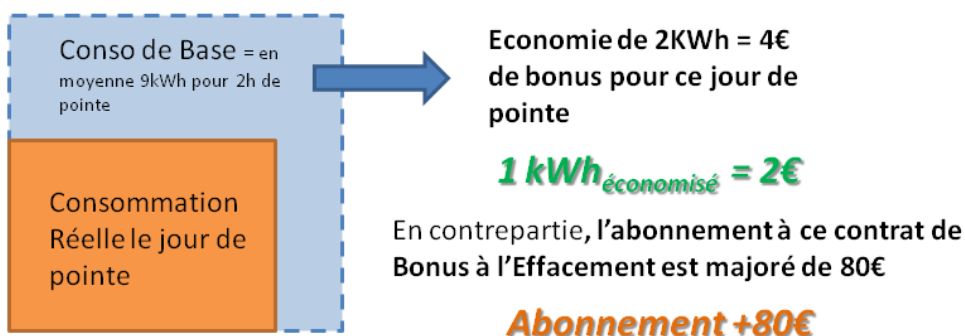 Conso de Base = en
moyenne 9kWh pour 2h de
pointe
Consommation
Réelle le jour de
pointe
Economie de 2KWh = 4€
de bonus pour ce jour de
pointe
1 kWhéconomisé = 2€
En contrepartie, l’abonnement à ce contrat de
Bonus à l’Effacement est majoré de 80€
Abonnement +80€